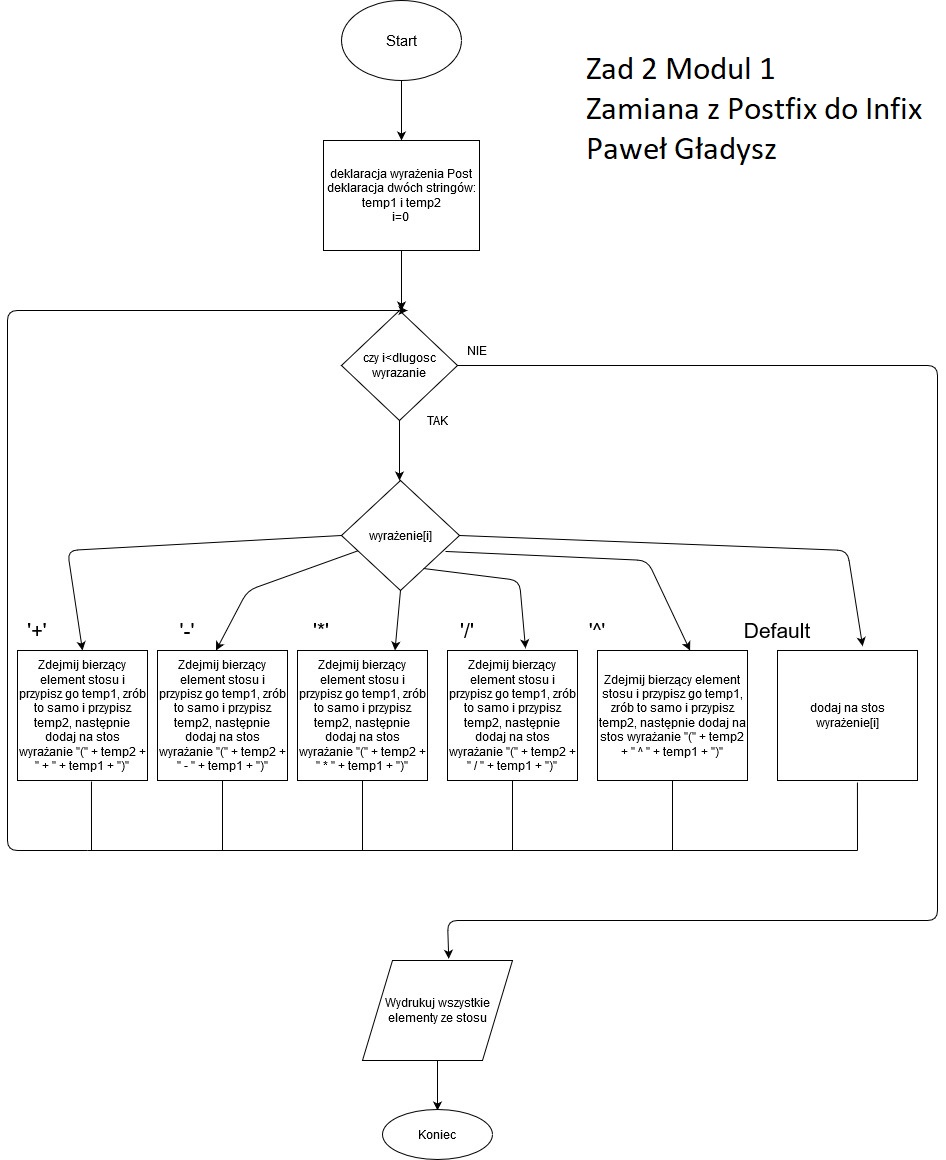 Start
Zad 2 Modul 1
Zamiana z Postfix do Infix
Paweł Gładysz
deklaracja wyrażenia Post
deklaracja dwóch stringów:
temp1 i temp2
i=0
czy i<dlugosc
wyrazanie
NIE
TAK
wyrażenie[i]
'+'
'-'
'*'
'/'
'^'
Default
Zdejmij bierzący
element stosu i
przypisz go temp1, zrób
to samo i przypisz
temp2, następnie
dodaj na stos
wyrażanie "(" + temp2 +
" + " + temp1 + ")"
Zdejmij bierzący
element stosu i
przypisz go temp1, zrób
to samo i przypisz
temp2, następnie
dodaj na stos
wyrażanie "(" + temp2 +
" - " + temp1 + ")"
Zdejmij bierzący
element stosu i
przypisz go temp1, zrób
to samo i przypisz
temp2, następnie
dodaj na stos
wyrażanie "(" + temp2 +
" * " + temp1 + ")"
Zdejmij bierzący
element stosu i
przypisz go temp1, zrób
to samo i przypisz
temp2, następnie
dodaj na stos
wyrażanie "(" + temp2 +
" / " + temp1 + ")"
Zdejmij bierzący element
stosu i przypisz go temp1,
zrób to samo i przypisz
temp2, następnie dodaj na
stos wyrażanie "(" + temp2
+ " ^ " + temp1 + ")"
dodaj na stos
wyrażenie[i]
Wydrukuj wszystkie
elementy ze stosu
Koniec